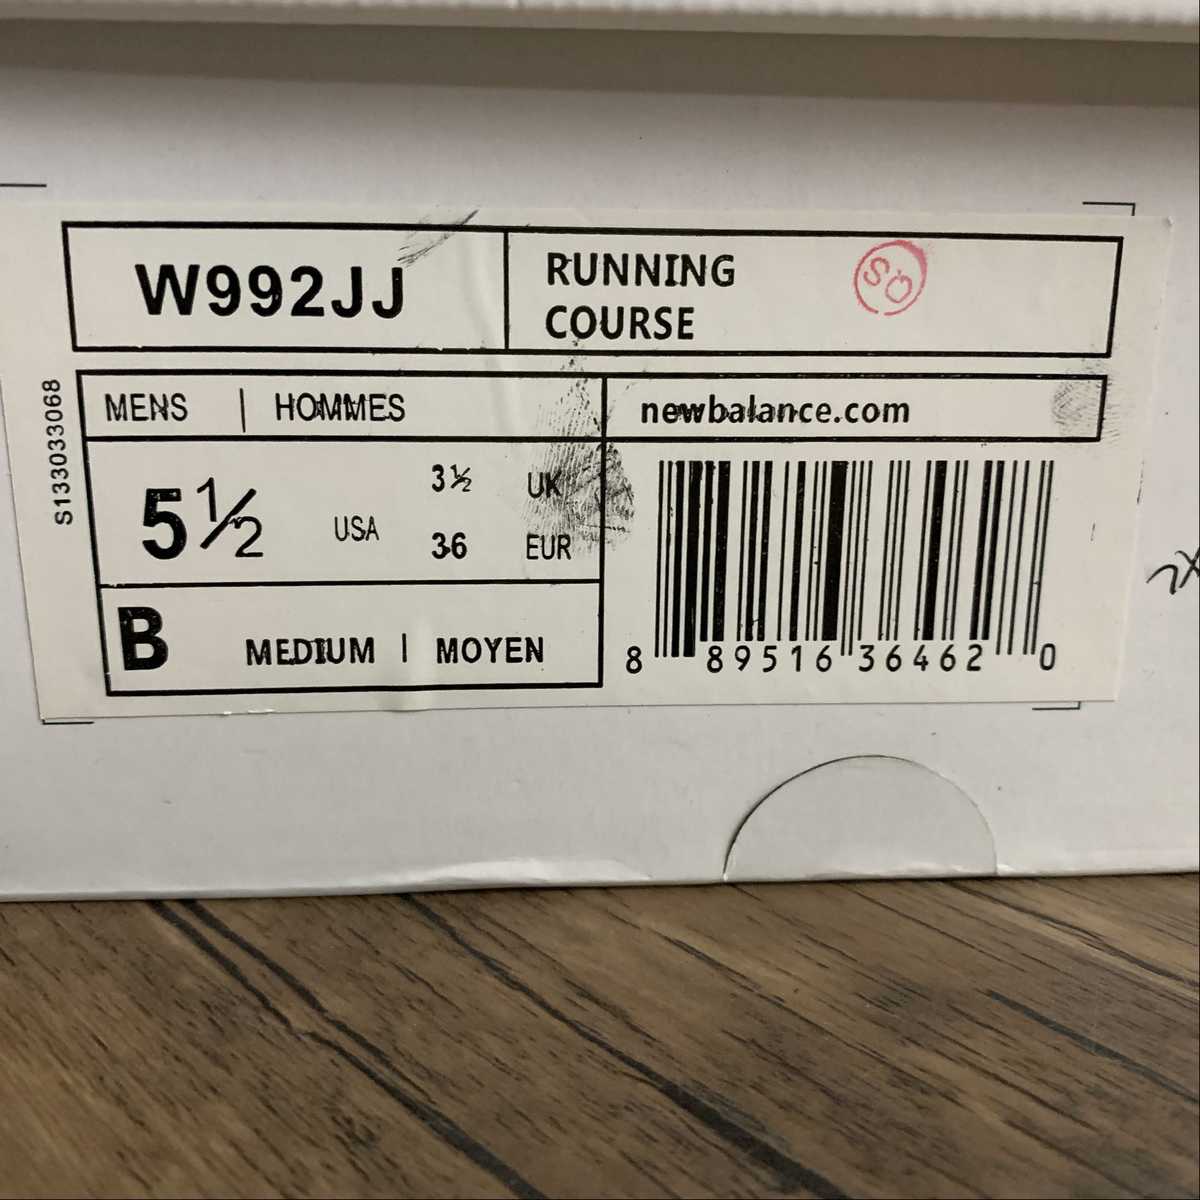 W992JJ
RUNNING
COURSE
SO
MENS | HOMMES
newbalance.com
S133033068
5½ USA
3½ UK
36 EUR
B MEDIUM | MOYEN
8 89516 36462 0